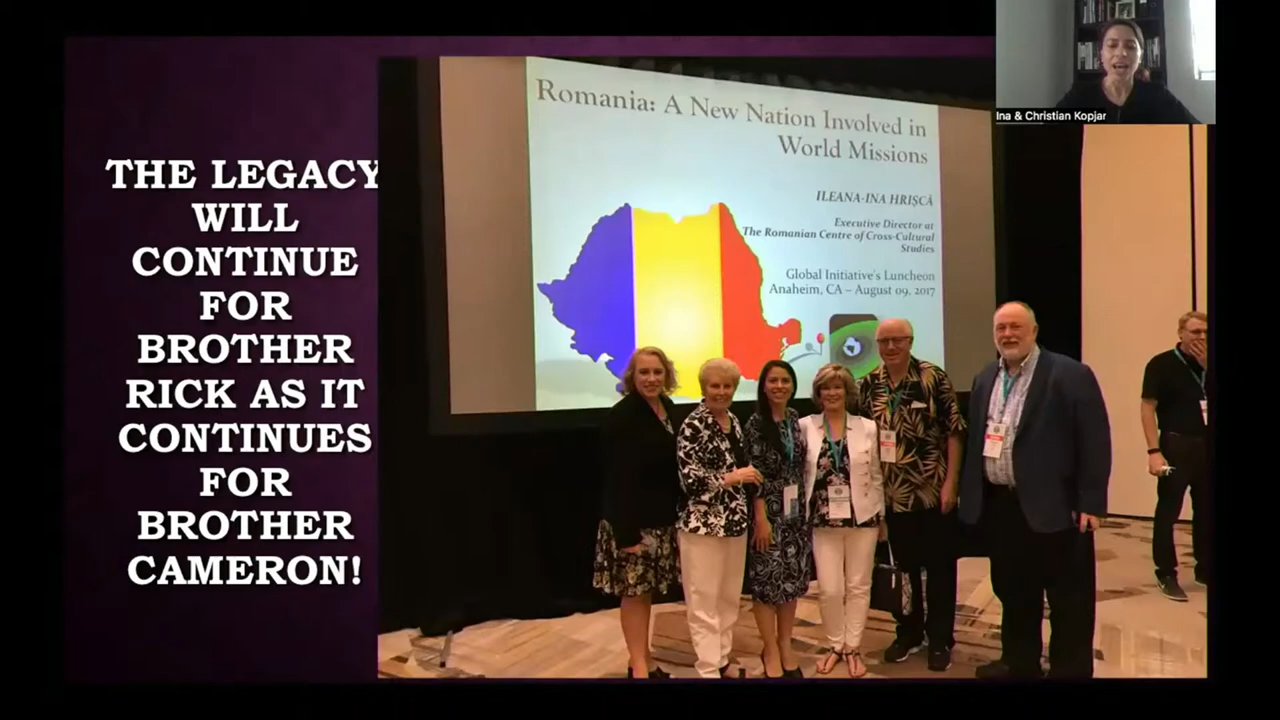 THE LEGACY
WILL
CONTINUE
FOR
BROTHER
RICK AS IT
CONTINUES
FOR
BROTHER
CAMERON!
Romania: A New Nation Involved in
World Missions
ILEANA-INA HRIȘCĂ
Executive Director at
The Romanian Centre of Cross-Cultural
Studies
Global Initiative's Luncheon
Anaheim, CA – August 09, 2017
Ina & Christian Kopjar